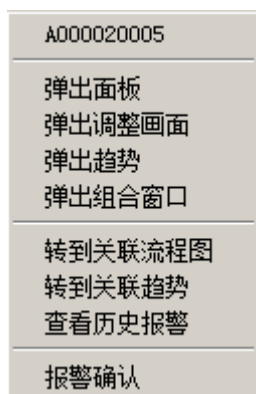 A000020005
弹出面板
弹出调整画面
弹出趋势
弹出组合窗口
转到关联流程图
转到关联趋势
查看历史报警
报警确认